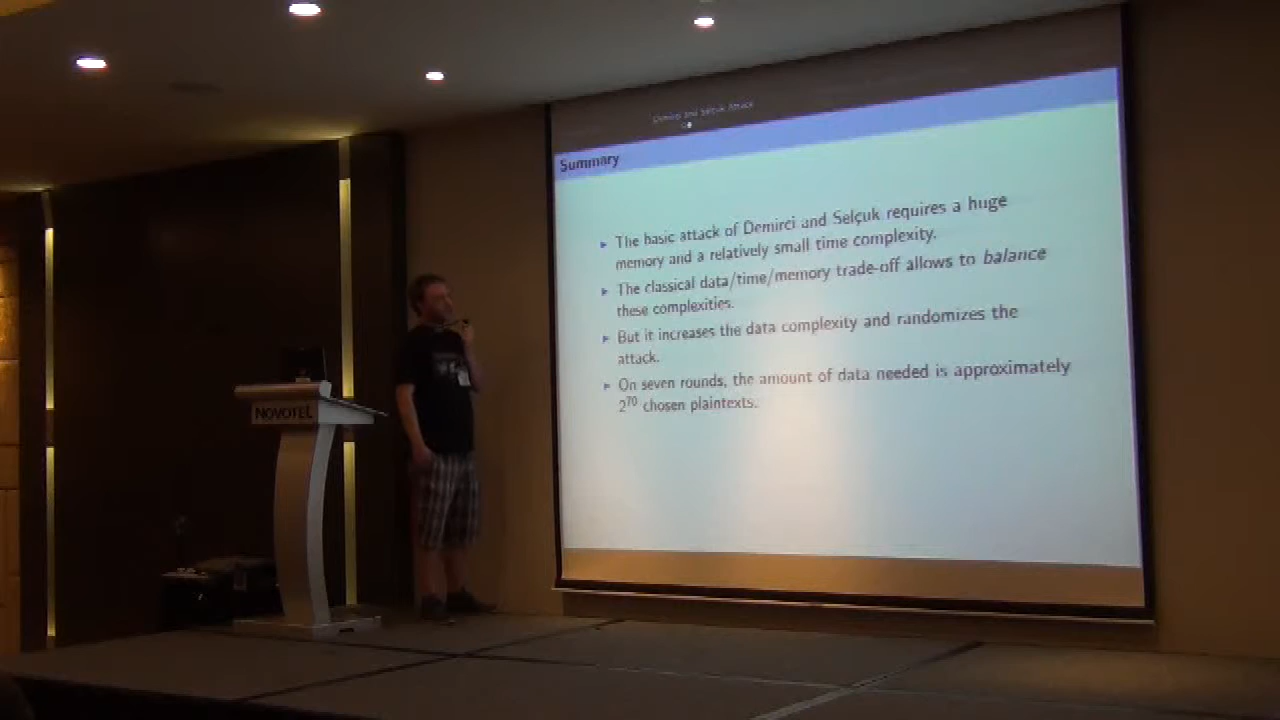 Demirci and Selçuk Attack
Summary
The basic attack of Demirci and Selçuk requires a huge
memory and a relatively small time complexity.
The classical data/time/memory trade-off allows to balance
these complexities.
But it increases the data complexity and randomizes the
attack.
On seven rounds, the amount of data needed is approximately
2⁷⁰ chosen plaintexts.
NOVOTEL